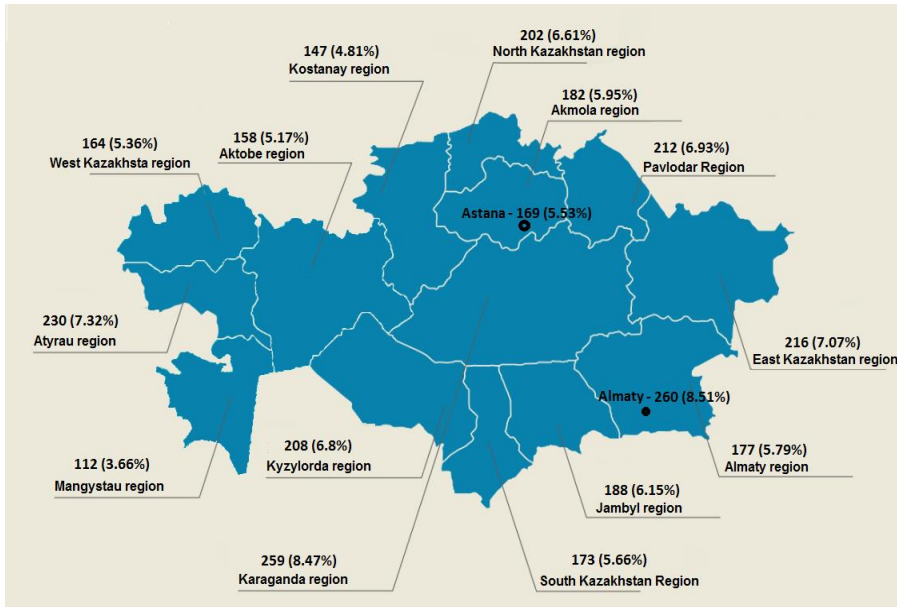 202 (6.61%)
North Kazakhstan region
147 (4.81%)
Kostanay region
182 (5.95%)
Akmola region
158 (5.17%)
Aktobe region
164 (5.36%)
West Kazakhsta region
212 (6.93%)
Pavlodar Region
Astana - 169 (5.53%)
230 (7.32%)
Atyrau region
216 (7.07%)
East Kazakhstan region
Almaty - 260 (8.51%)
208 (6.8%)
Kyzylorda region
177 (5.79%)
Almaty region
112 (3.66%)
Mangystau region
188 (6.15%)
Jambyl region
259 (8.47%)
Karaganda region
173 (5.66%)
South Kazakhstan Region